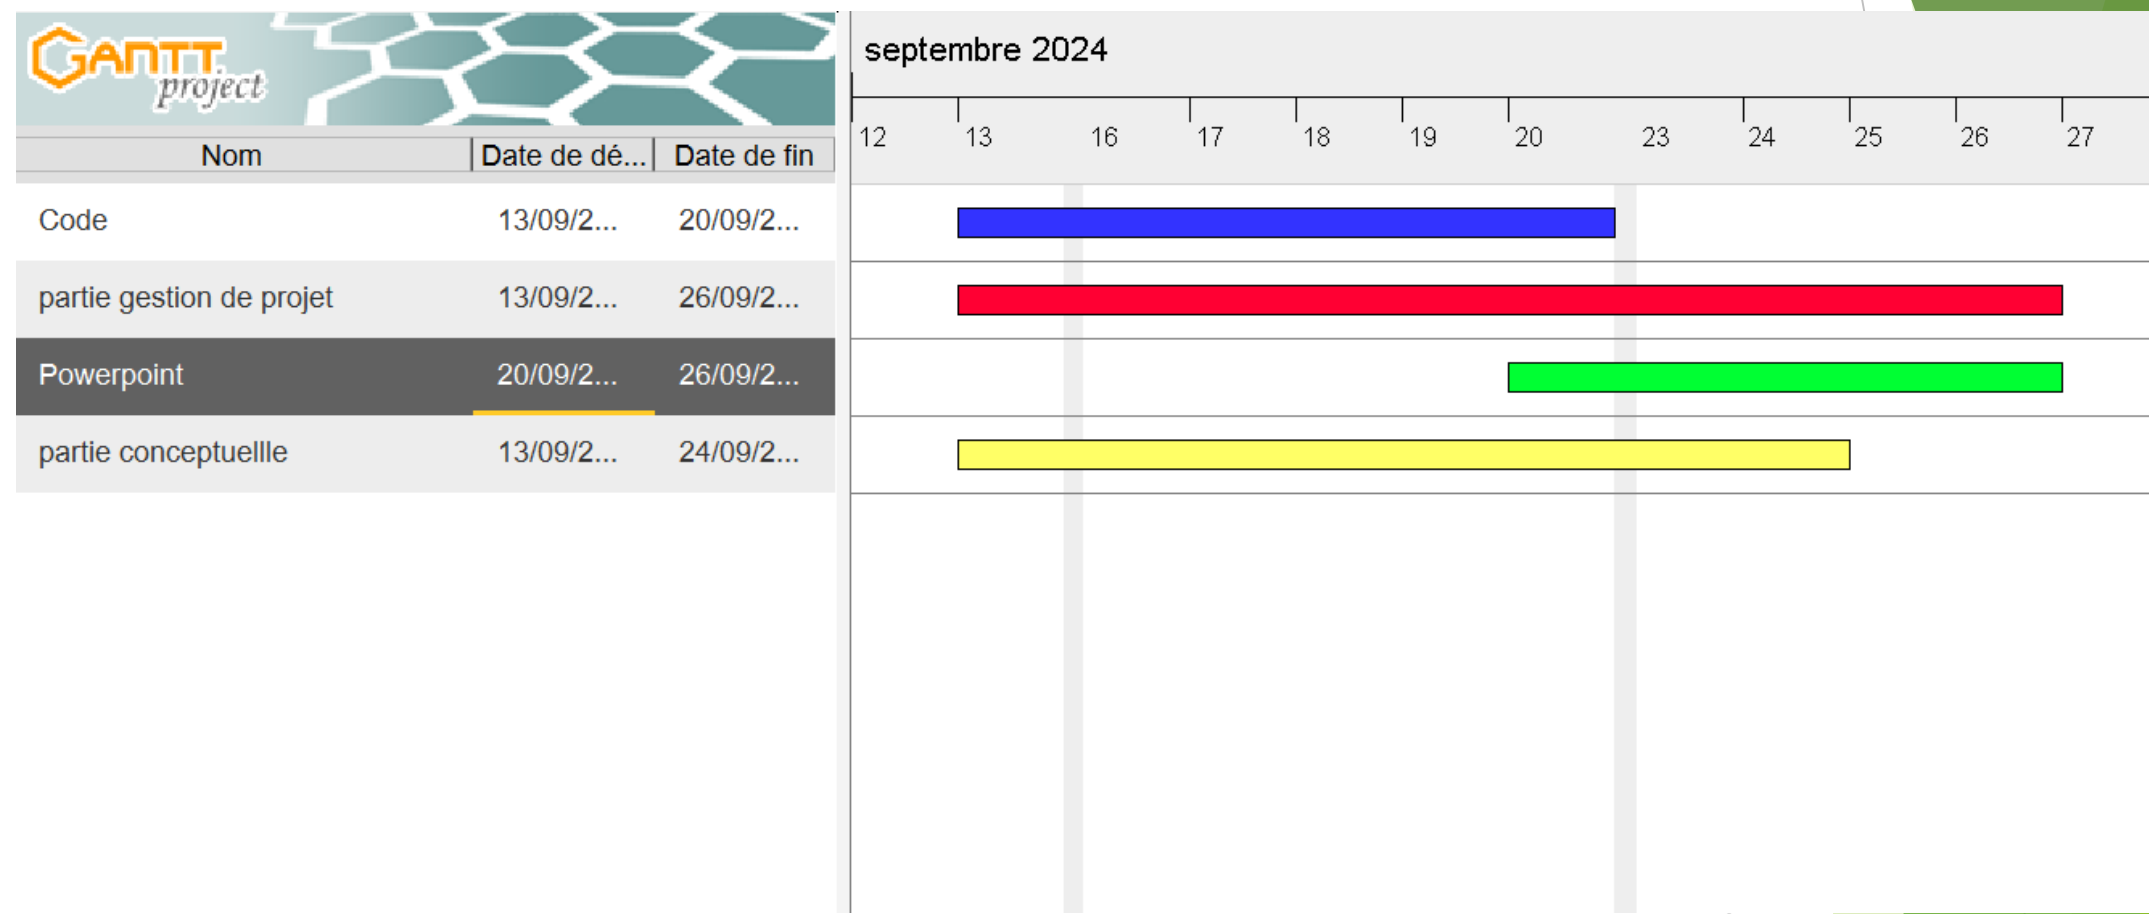 GANTT
project
septembre 2024
12 13 16 17 18 19 20 23 24 25 26 27
Nom Date de dé... Date de fin
Code 13/09/2... 20/09/2...
partie gestion de projet 13/09/2... 26/09/2...
Powerpoint 20/09/2... 26/09/2...
partie conceptuellle 13/09/2... 24/09/2...